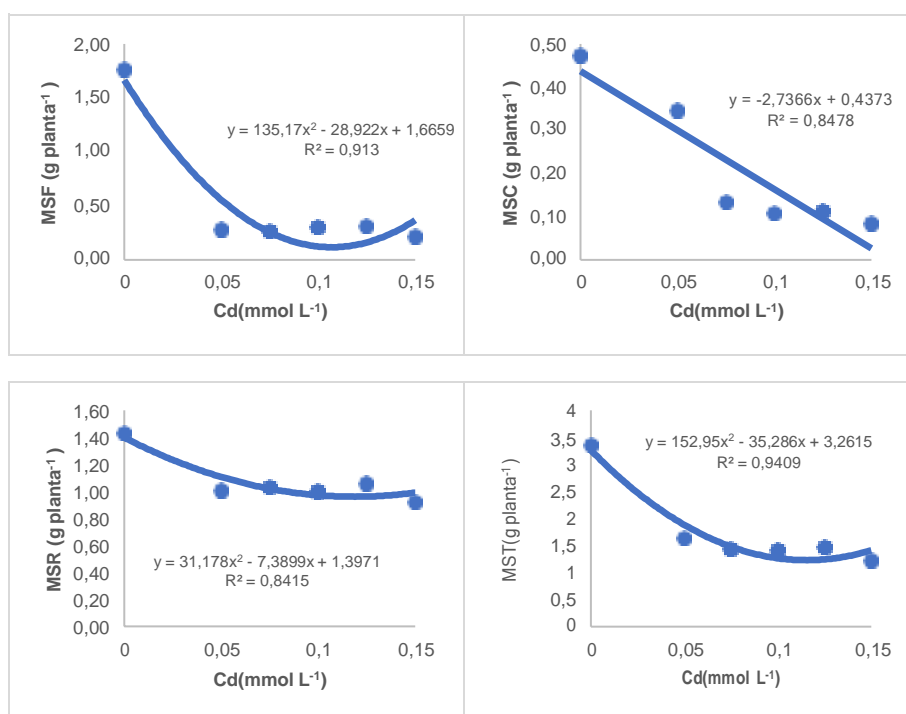 2,00
1,50
1,00
0,50
0,00
MSF (g planta⁻¹)
y = 135,17x² - 28,922x + 1,6659
R² = 0,913
0 0,05 0,1 0,15
Cd(mmol L⁻¹)
0,50
0,40
0,30
0,20
0,10
0,00
MSC (g planta⁻¹)
y = -2,7366x + 0,4373
R² = 0,8478
0 0,05 0,1 0,15
Cd(mmol L⁻¹)
1,60
1,40
1,20
1,00
0,80
0,60
0,40
0,20
0,00
MSR (g planta⁻¹)
y = 31,178x² - 7,3899x + 1,3971
R² = 0,8415
0 0,05 0,1 0,15
Cd(mmol L⁻¹)
4
3,5
3
2,5
2
1,5
1
0,5
0
MST(g planta⁻¹)
y = 152,95x² - 35,286x + 3,2615
R² = 0,9409
0 0,05 0,1 0,15
Cd(mmol L⁻¹)